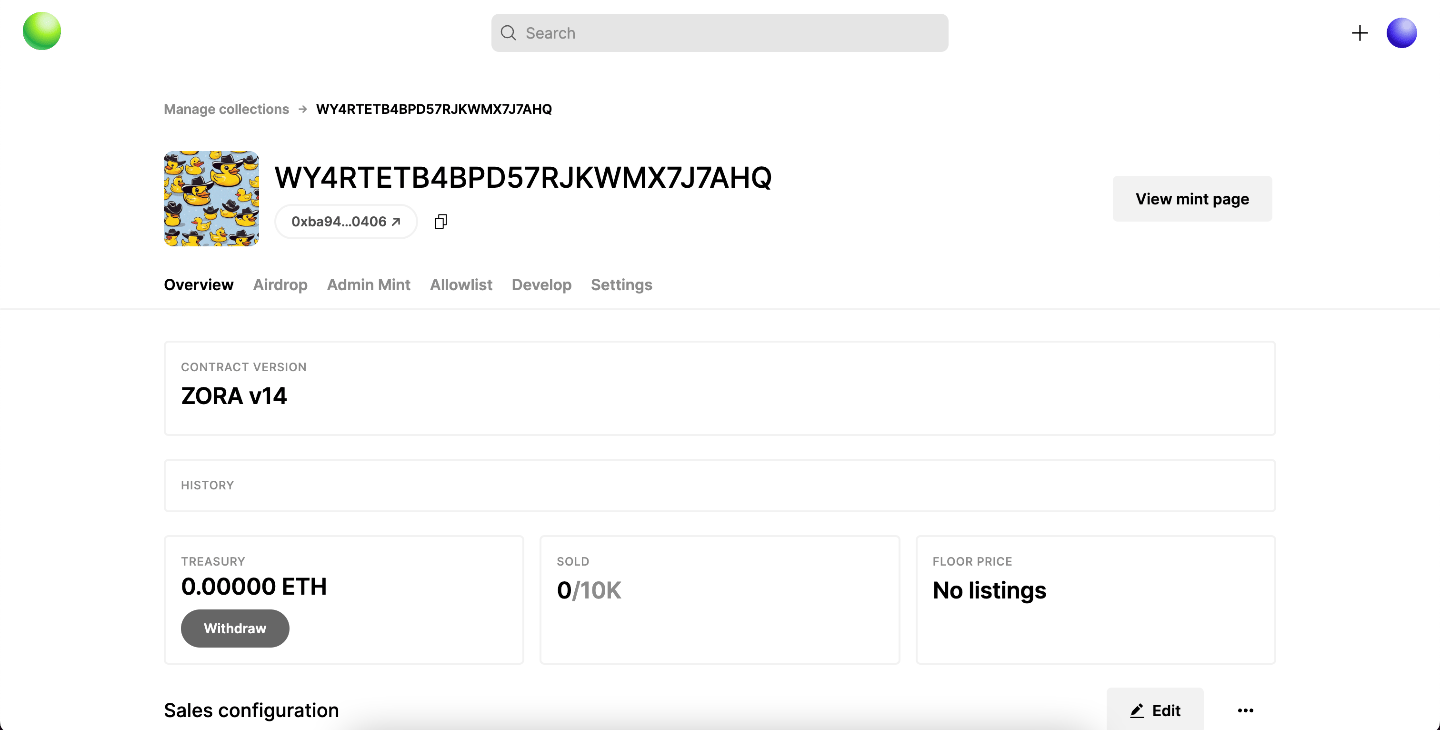 Search
Manage collections → WY4RTETB4BPD57RJKWMX7J7AHQ
WY4RTETB4BPD57RJKWMX7J7AHQ
View mint page
0xba94...0406 ↗
Overview Airdrop Admin Mint Allowlist Develop Settings
CONTRACT VERSION
ZORA v14
HISTORY
TREASURY
0.00000 ETH
Withdraw
SOLD
0/10K
FLOOR PRICE
No listings
Sales configuration
Edit